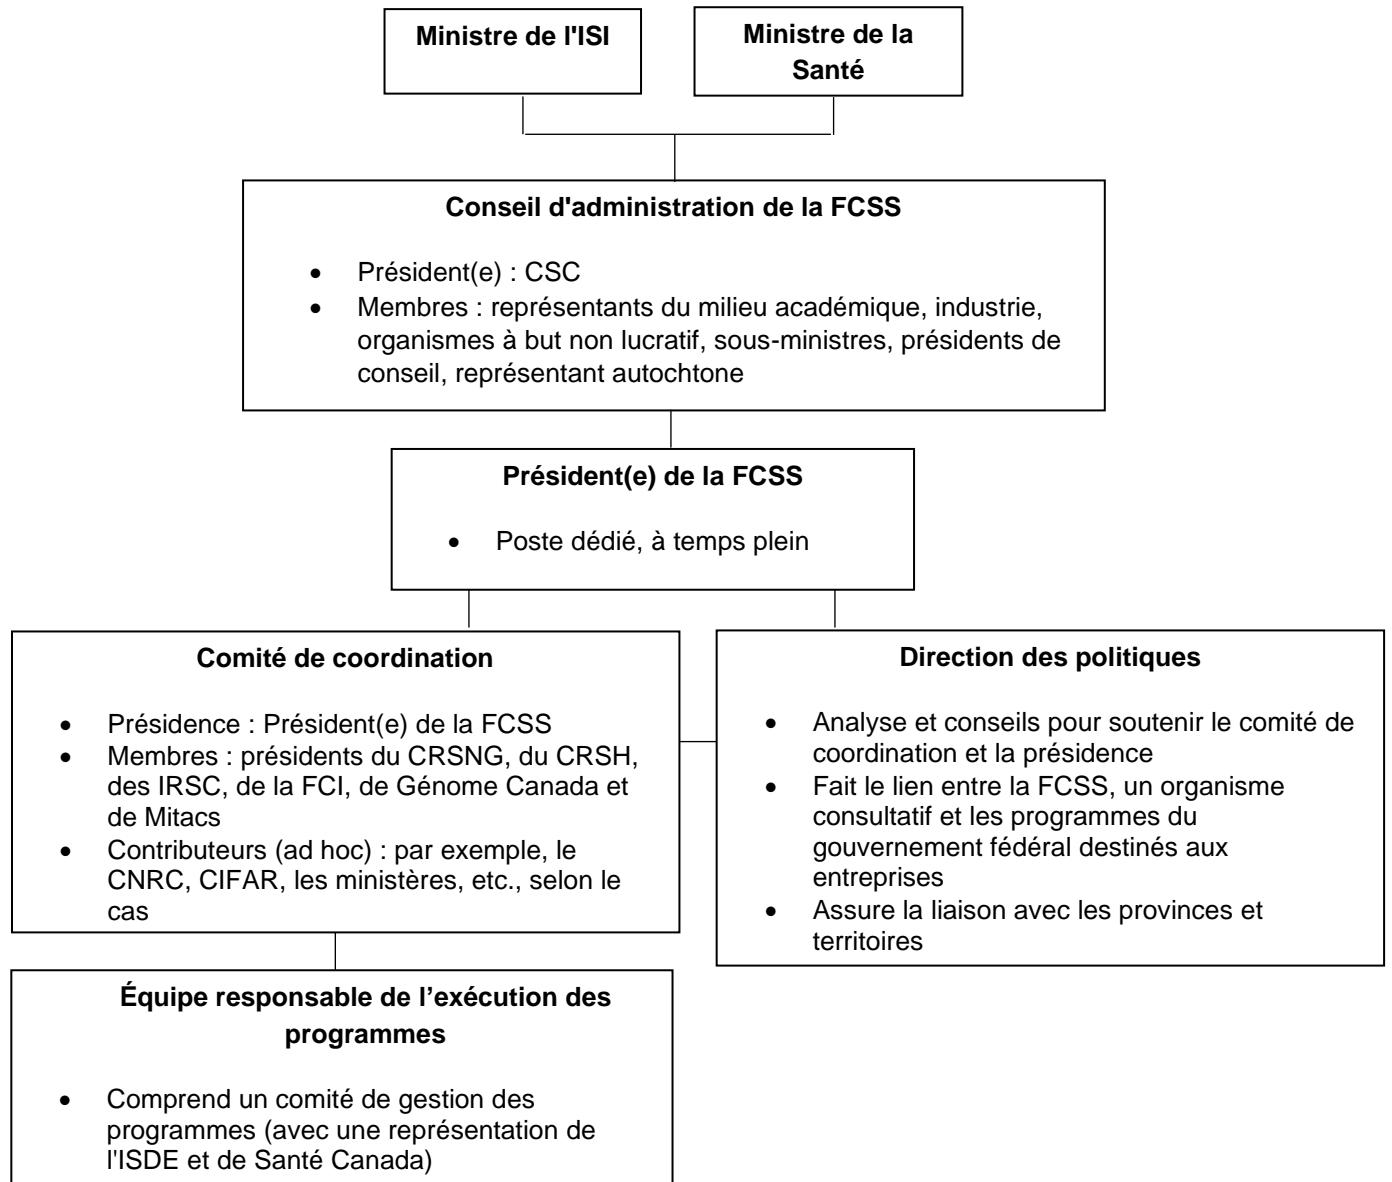 Ministre de l'ISI
Ministre de la
Santé
Conseil d'administration de la FCSS
• Président(e) : CSC
• Membres : représentants du milieu académique, industrie,
organismes à but non lucratif, sous-ministres, présidents de
conseil, représentant autochtone
Président(e) de la FCSS
• Poste dédié, à temps plein
Comité de coordination
• Présidence : Président(e) de la FCSS
• Membres : présidents du CRSNG, du CRSH,
des IRSC, de la FCI, de Génome Canada et
de Mitacs
• Contributeurs (ad hoc) : par exemple, le
CNRC, CIFAR, les ministères, etc., selon le
cas
Direction des politiques
• Analyse et conseils pour soutenir le comité de
coordination et la présidence
• Fait le lien entre la FCSS, un organisme
consultatif et les programmes du
gouvernement fédéral destinés aux
entreprises
• Assure la liaison avec les provinces et
territoires
Équipe responsable de l’exécution des
programmes
• Comprend un comité de gestion des
programmes (avec une représentation de
l'ISDE et de Santé Canada)